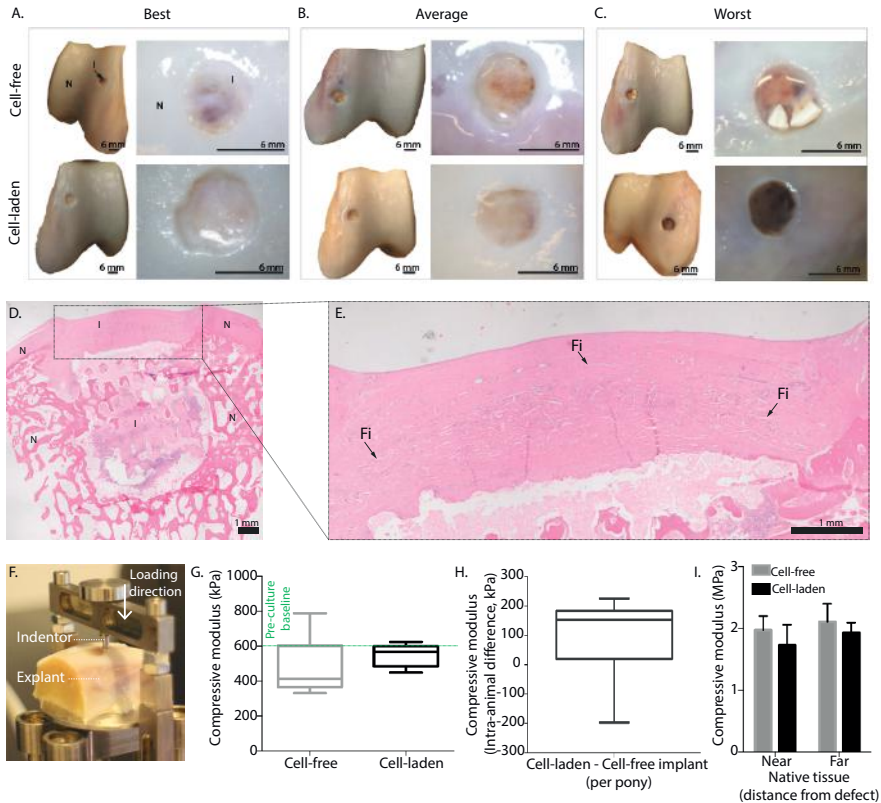 A.
Best
B.
Average
C.
Worst
Cell-free
N
I
6 mm
N
I
6 mm
6 mm
6 mm
6 mm
6 mm
Cell-laden
6 mm
6 mm
6 mm
6 mm
6 mm
6 mm
D.
I
N
N
N
N
I
1 mm
E.
Fi
Fi
Fi
1 mm
F.
Loading
direction
Indentor
Explant
G.
Compressive modulus (kPa)
1000
800
600
400
200
0
Pre-culture
baseline
Cell-free
Cell-laden
H.
Compressive modulus
(Intra-animal difference, kPa)
300
200
100
0
-100
-200
-300
Cell-laden - Cell-free implant
(per pony)
I.
Compressive modulus (MPa)
3
2
1
0
Cell-free
Cell-laden
Near
Far
Native tissue
(distance from defect)